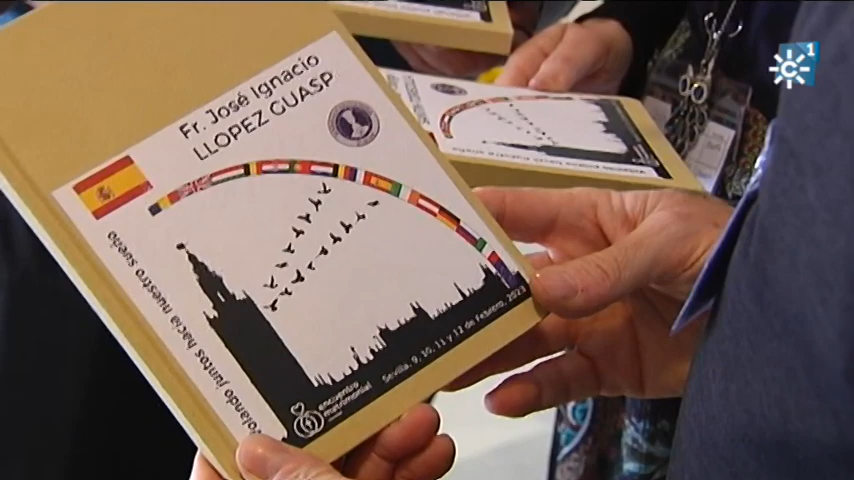 Fr. José Ignacio
LLOPEZ GUASP
Volando juntos hacia nuestro sueño
encuentro
matrimonial
Sevilla, 9, 10, 11 y 12 de Febrero, 2023
C 1